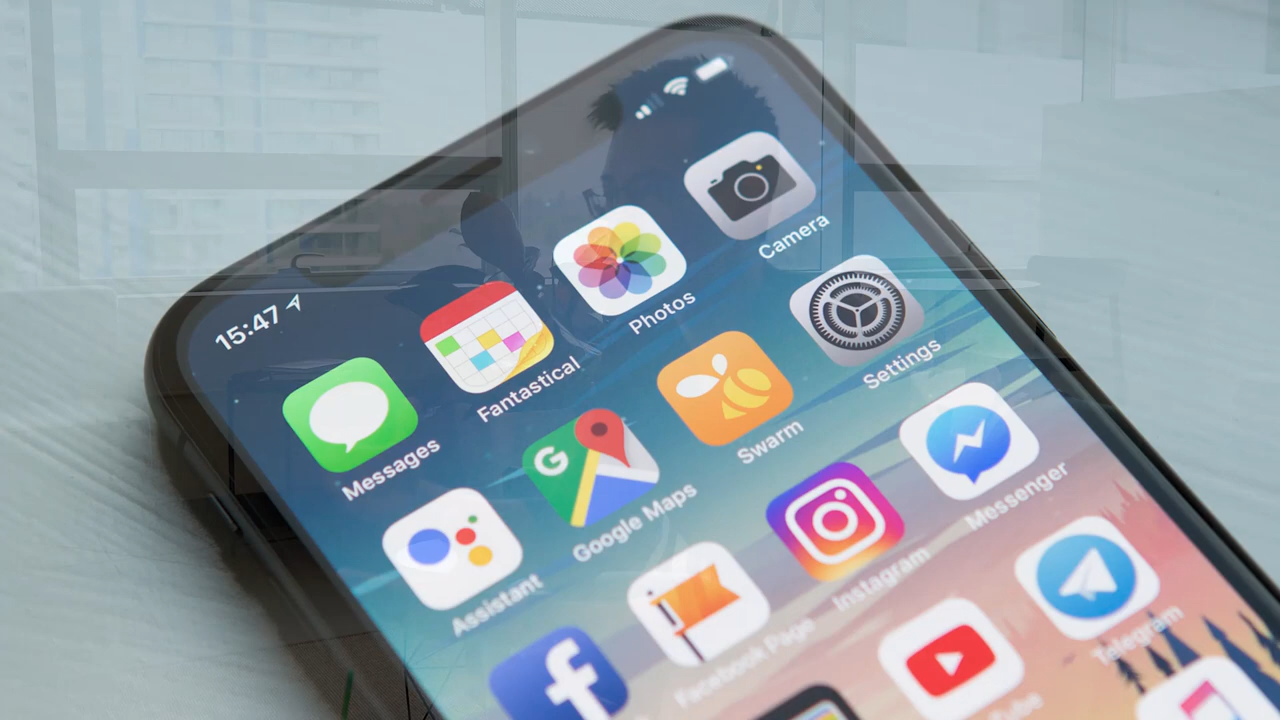 15:47
Messages
Fantastical
Photos
Camera
Assistant
Google Maps
Swarm
Settings
Facebook Page
Instagram
Messenger
Telegram